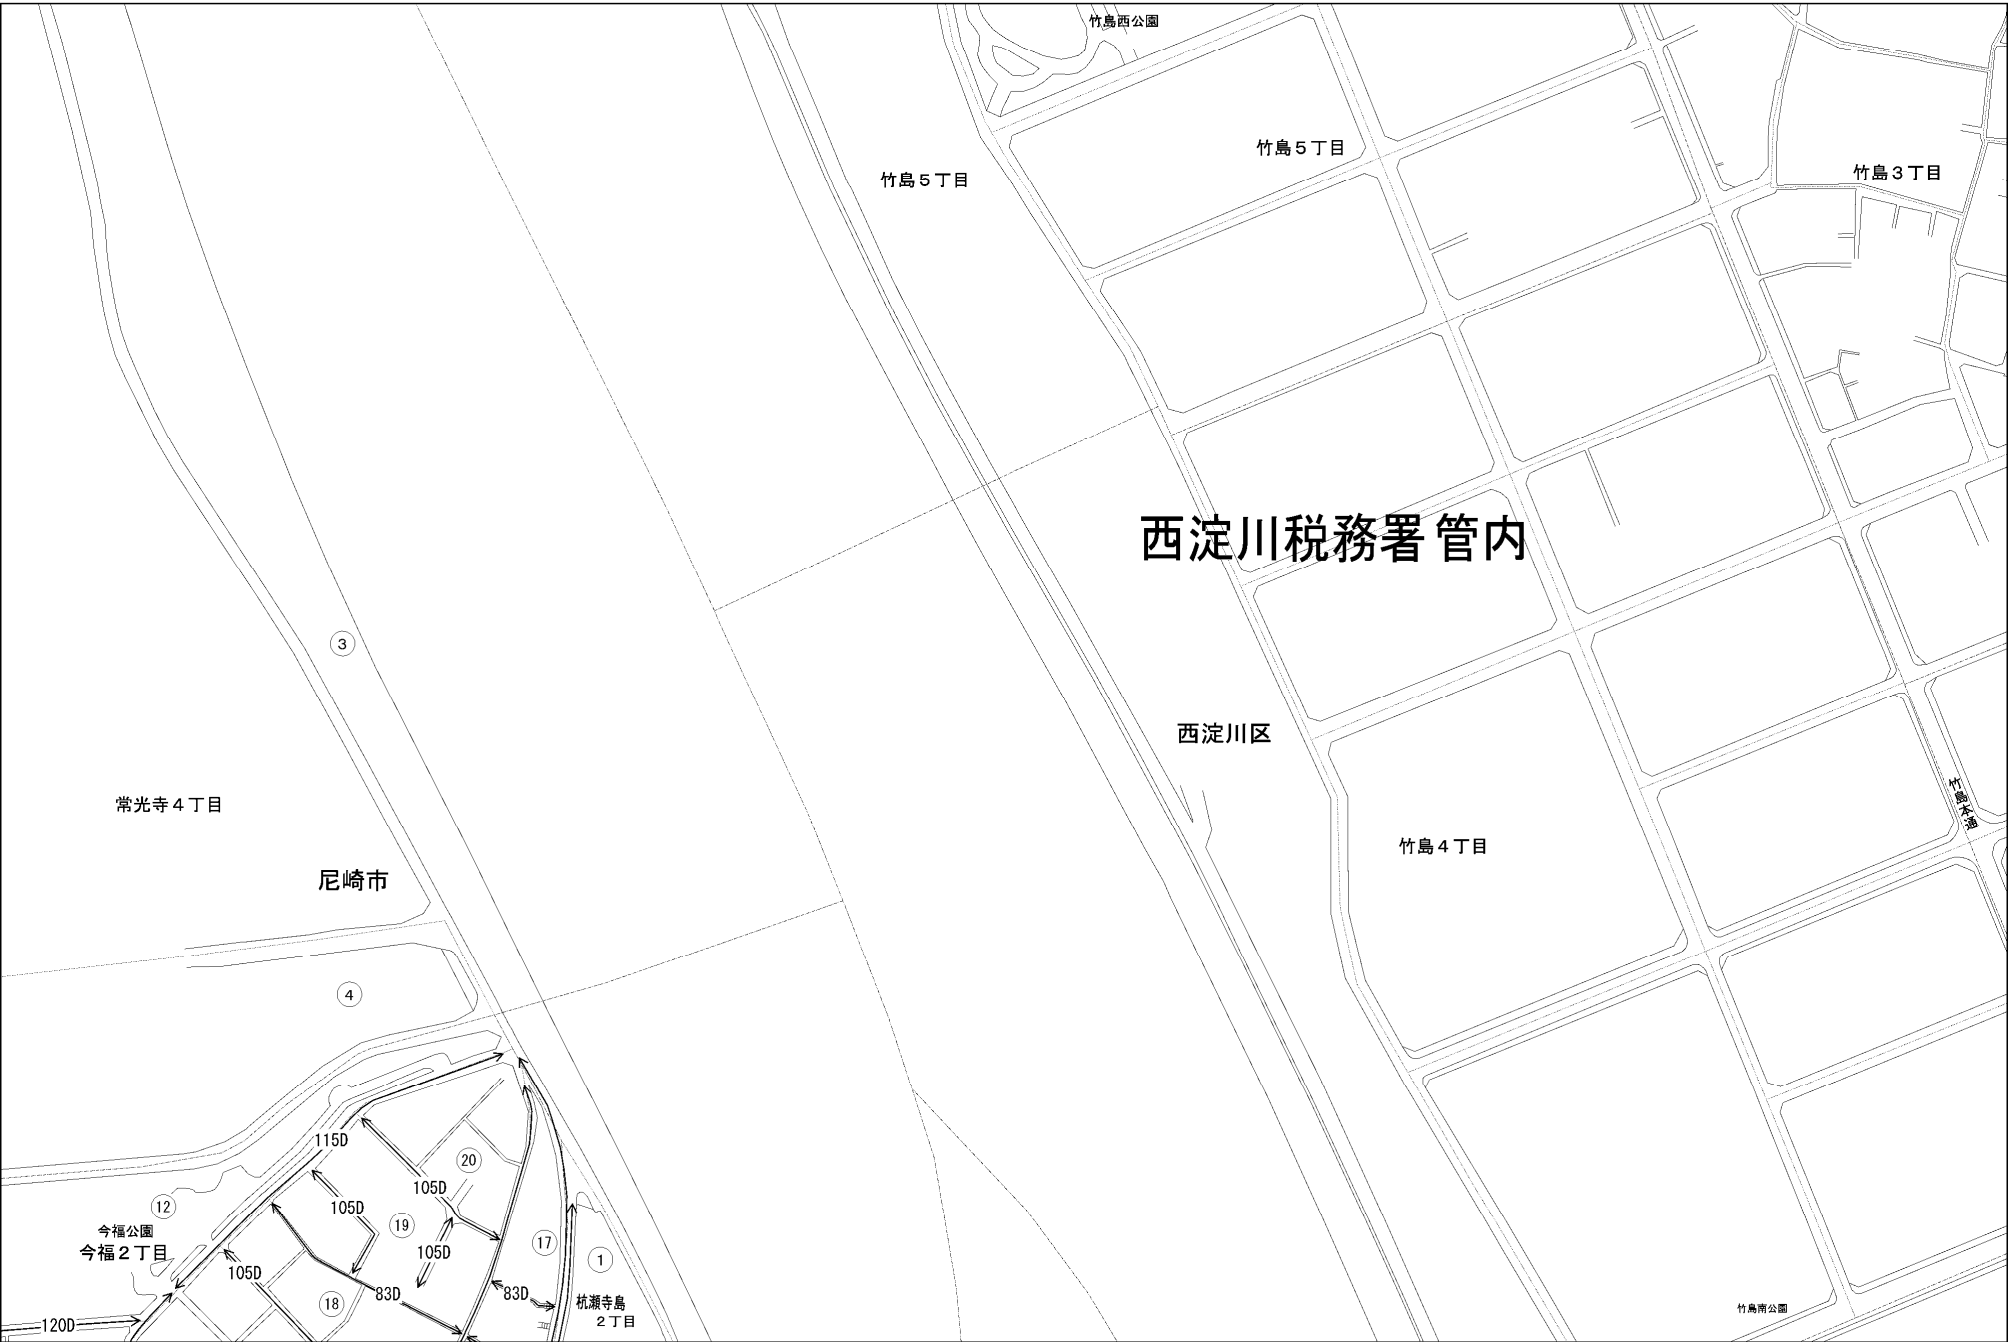 竹島西公園
竹島５丁目
竹島５丁目
竹島３丁目
西淀川税務署管内
3
西淀川区
常光寺４丁目
竹島本通
竹島４丁目
尼崎市
4
115D
20
105D
12
105D
19
今福公園
今福２丁目
17
105D
1
105D
83D
83D
18
杭瀬寺島
２丁目
竹島南公園
120D